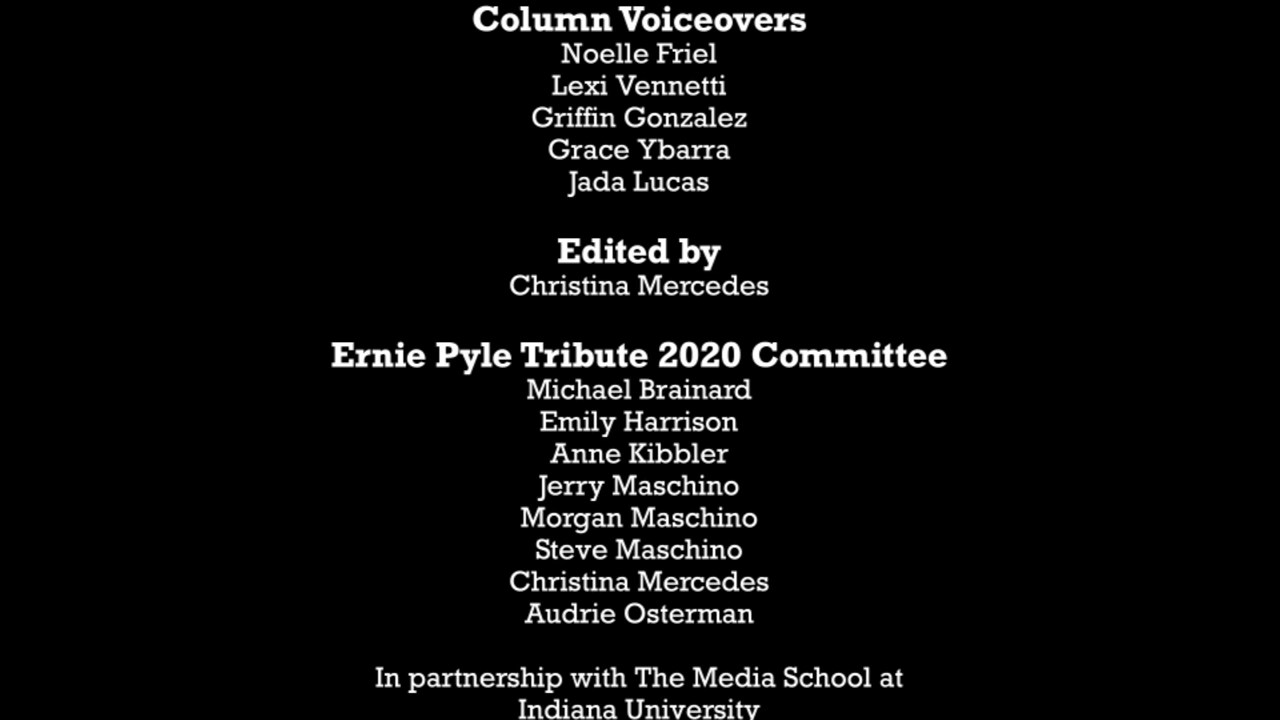 Column Voiceovers
Noelle Friel
Lexi Vennetti
Griffin Gonzalez
Grace Ybarra
Jada Lucas
Edited by
Christina Mercedes
Ernie Pyle Tribute 2020 Committee
Michael Brainard
Emily Harrison
Anne Kibbler
Jerry Maschino
Morgan Maschino
Steve Maschino
Christina Mercedes
Audrie Osterman
In partnership with The Media School at
Indiana University